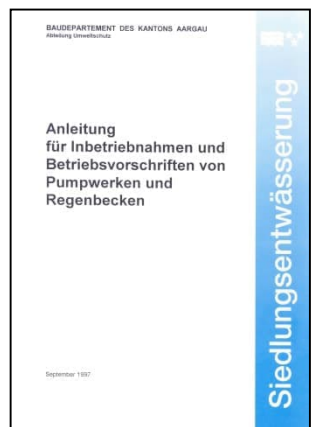 BAUDEPARTEMENT DES KANTONS AARGAU
Abteilung Umweltschutz
Anleitung
für Inbetriebnahmen und
Betriebsvorschriften von
Pumpwerken und
Regenbecken
September 1997
Siedlungsentwässerung